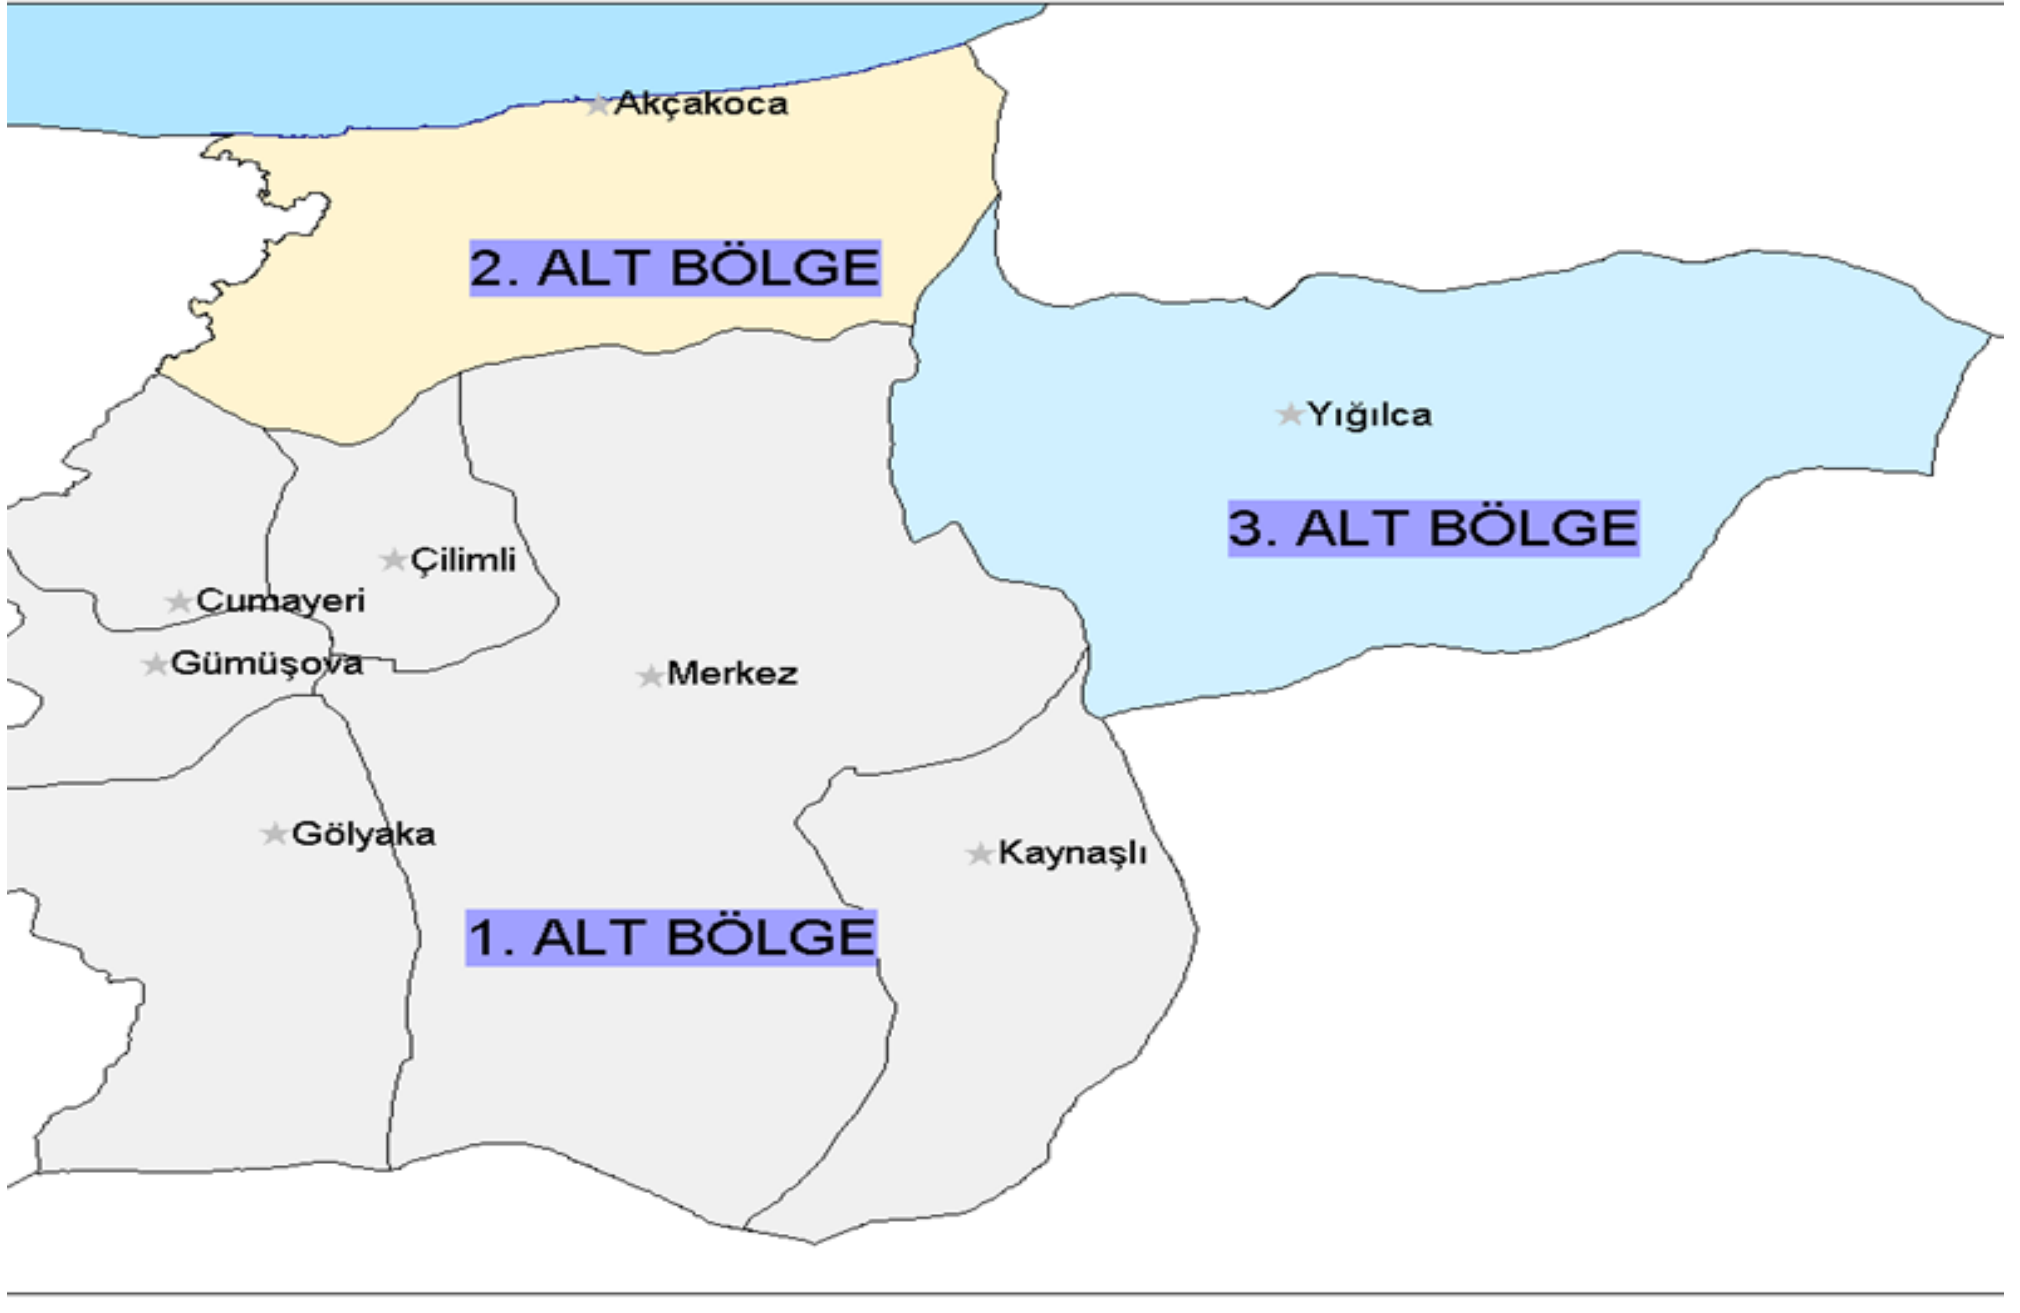 Akçakoca
2. ALT BÖLGE
Yığılca
3. ALT BÖLGE
Çilimli
Cumayeri
Gümüşova
Merkez
Gölyaka
Kaynaşlı
1. ALT BÖLGE